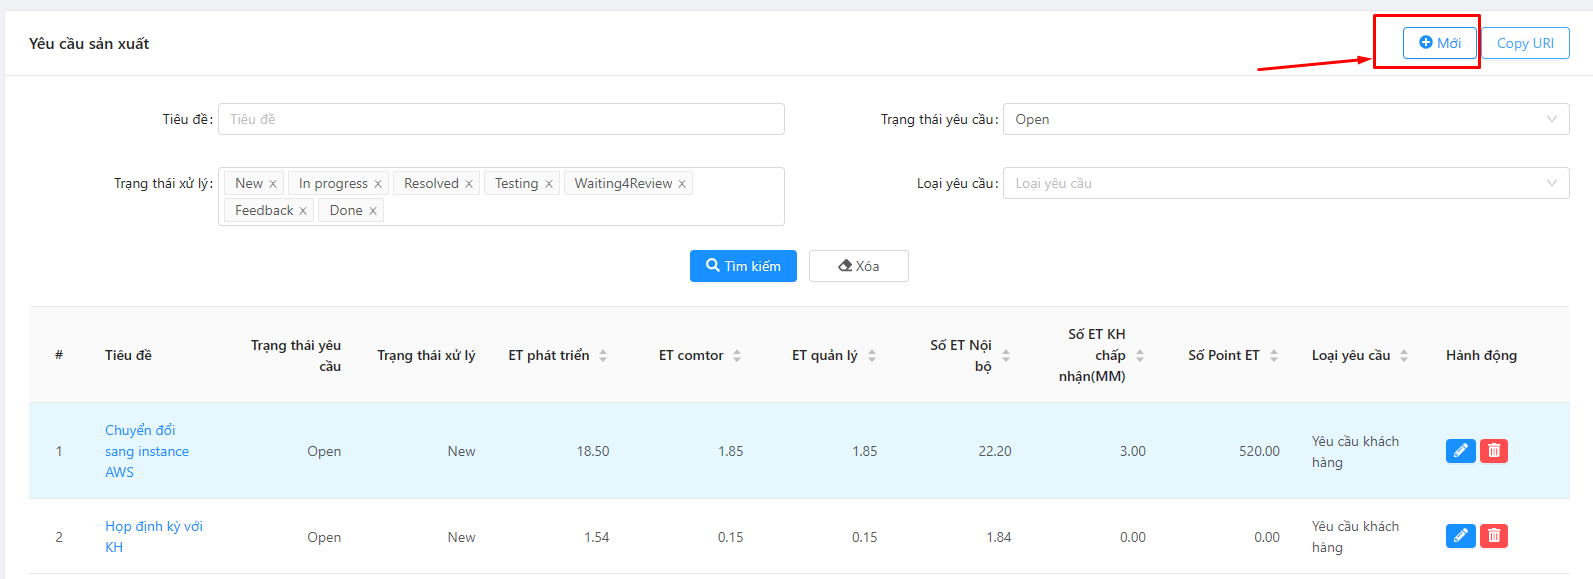 Yêu cầu sản xuất
Mới
Copy URI
Tiêu đề:
Tiêu đề
Trạng thái yêu cầu:
Open
Trạng thái xử lý:
New ×
In progress ×
Resolved ×
Testing ×
Waiting4Review ×
Feedback ×
Done ×
Loại yêu cầu:
Loại yêu cầu
Tìm kiếm
Xóa
#
Tiêu đề
Trạng thái yêu
cầu
Trạng thái xử lý
ET phát triển
ET comtor
ET quản lý
Số ET Nội
bộ
Số ET KH
chấp
nhận(MM)
Số Point ET
Loại yêu cầu
Hành động
1
Chuyển đổi
sang instance
AWS
Open
New
18.50
1.85
1.85
22.20
3.00
520.00
Yêu cầu khách
hàng
2
Họp định kỳ với
KH
Open
New
1.54
0.15
0.15
1.84
0.00
0.00
Yêu cầu khách
hàng